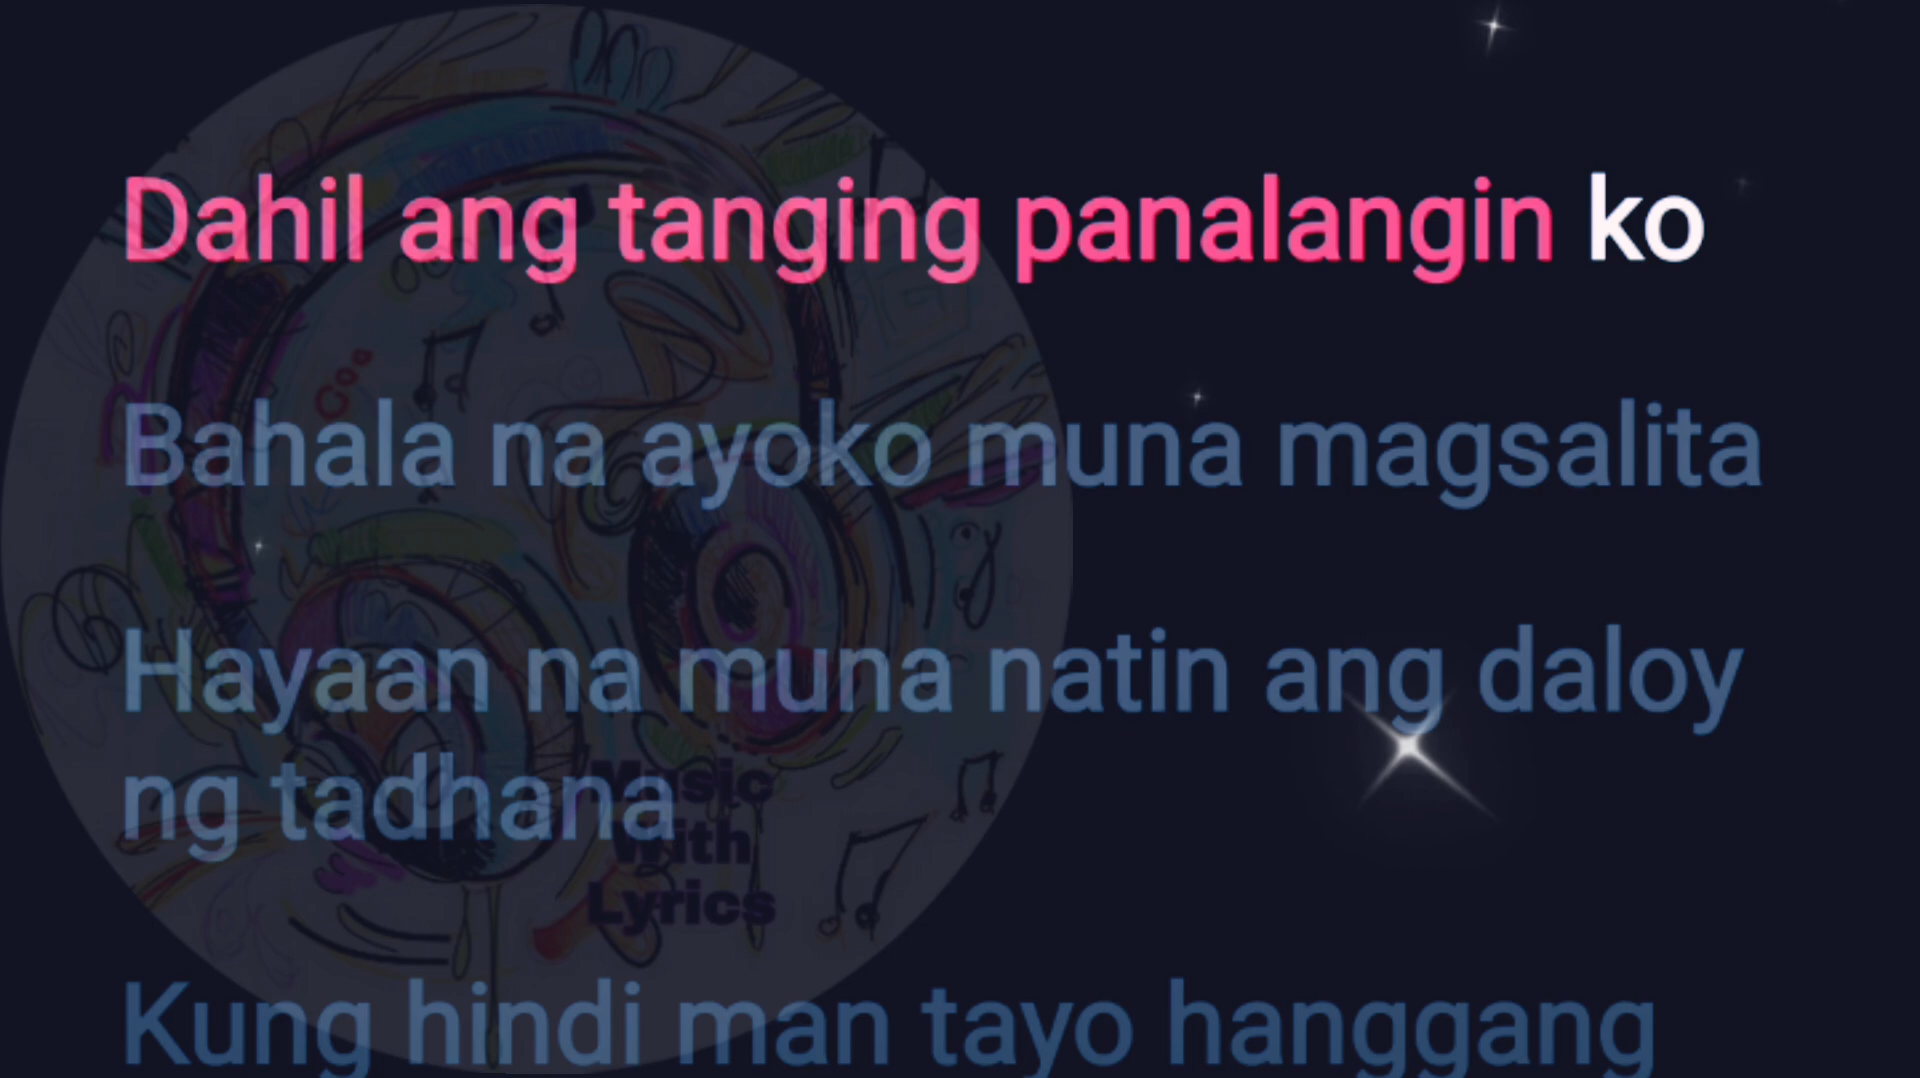 Dahil ang tanging panalangin ko
Bahala na ayoko muna magsalita
Hayaan na muna natin ang daloy
ng tadhana
Music
With
Lyrics
Kung hindi man tayo hanggang